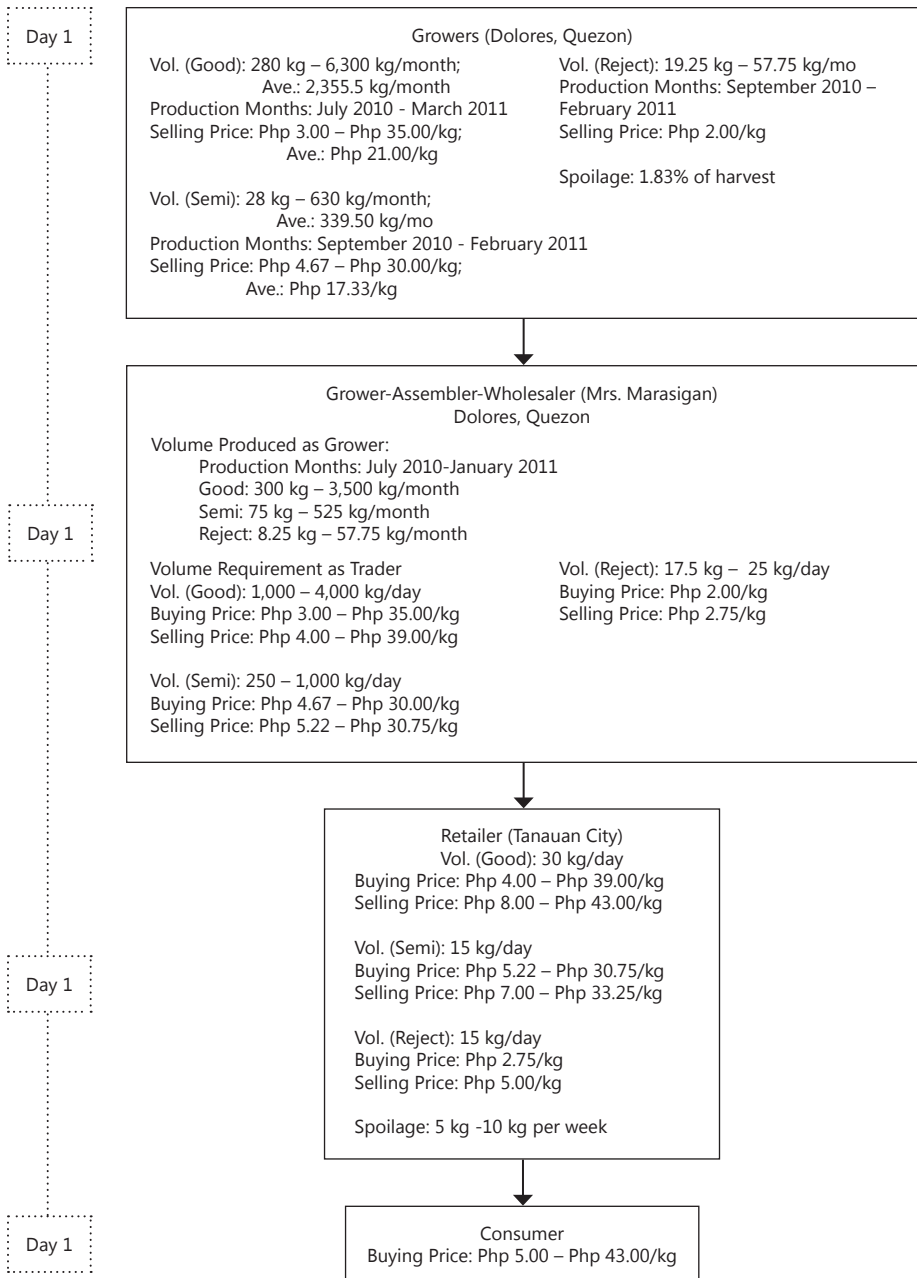 Day 1
Growers (Dolores, Quezon)
Vol. (Good): 280 kg – 6,300 kg/month;
Ave.: 2,355.5 kg/month
Production Months: July 2010 - March 2011
Selling Price: Php 3.00 – Php 35.00/kg;
Ave.: Php 21.00/kg
Vol. (Semi): 28 kg – 630 kg/month;
Ave.: 339.50 kg/mo
Production Months: September 2010 - February 2011
Selling Price: Php 4.67 – Php 30.00/kg;
Ave.: Php 17.33/kg
Vol. (Reject): 19.25 kg – 57.75 kg/mo
Production Months: September 2010 –
February 2011
Selling Price: Php 2.00/kg
Spoilage: 1.83% of harvest
Day 1
Grower-Assembler-Wholesaler (Mrs. Marasigan)
Dolores, Quezon
Volume Produced as Grower:
Production Months: July 2010-January 2011
Good: 300 kg – 3,500 kg/month
Semi: 75 kg – 525 kg/month
Reject: 8.25 kg – 57.75 kg/month
Volume Requirement as Trader
Vol. (Good): 1,000 – 4,000 kg/day
Buying Price: Php 3.00 – Php 35.00/kg
Selling Price: Php 4.00 – Php 39.00/kg
Vol. (Semi): 250 – 1,000 kg/day
Buying Price: Php 4.67 – Php 30.00/kg
Selling Price: Php 5.22 – Php 30.75/kg
Vol. (Reject): 17.5 kg – 25 kg/day
Buying Price: Php 2.00/kg
Selling Price: Php 2.75/kg
Day 1
Retailer (Tanauan City)
Vol. (Good): 30 kg/day
Buying Price: Php 4.00 – Php 39.00/kg
Selling Price: Php 8.00 – Php 43.00/kg
Vol. (Semi): 15 kg/day
Buying Price: Php 5.22 – Php 30.75/kg
Selling Price: Php 7.00 – Php 33.25/kg
Vol. (Reject): 15 kg/day
Buying Price: Php 2.75/kg
Selling Price: Php 5.00/kg
Spoilage: 5 kg -10 kg per week
Day 1
Consumer
Buying Price: Php 5.00 – Php 43.00/kg